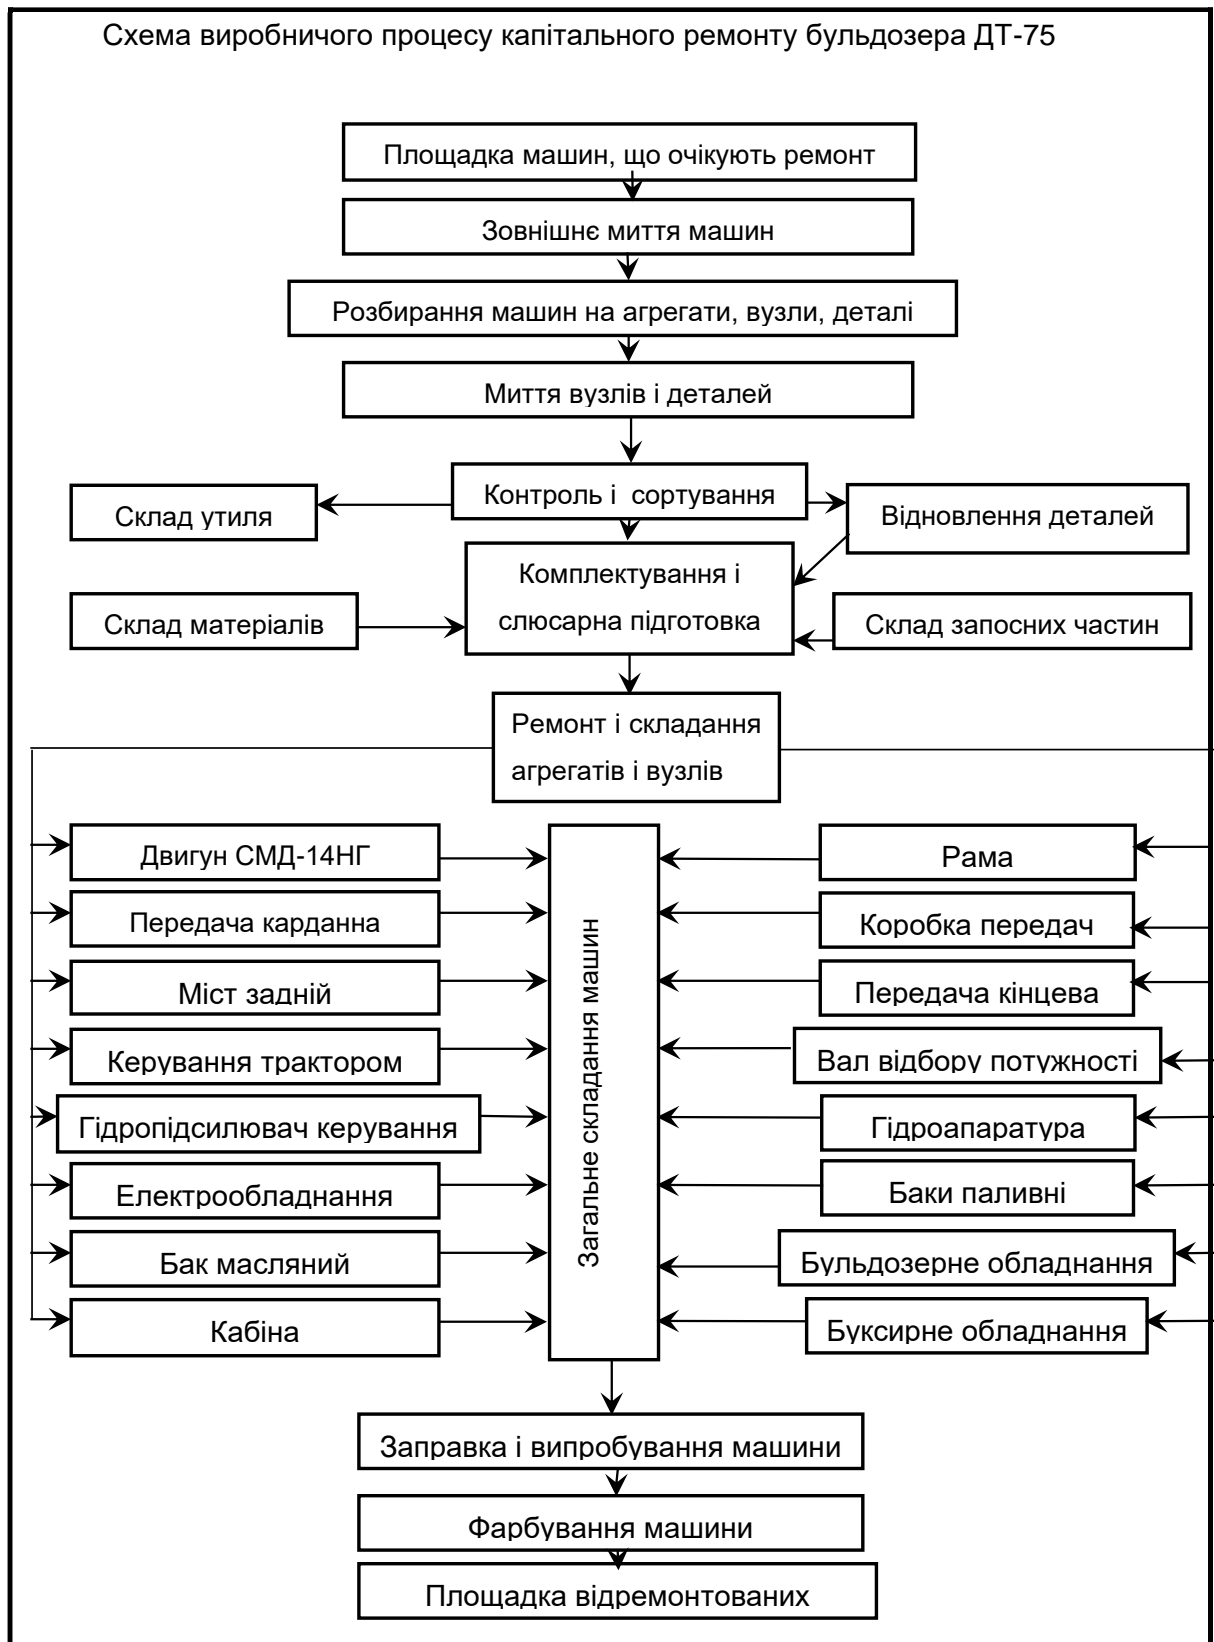 Схема виробничого процесу капітального ремонту бульдозера ДТ-75
Площадка машин, що очікують ремонт
Зовнішнє миття машин
Розбирання машин на агрегати, вузли, деталі
Миття вузлів і деталей
Контроль і сортування
Склад утиля
Відновлення деталей
Комплектування і
слюсарна підготовка
Склад матеріалів
Склад запосних частин
Ремонт і складання
агрегатів і вузлів
Двигун СМД-14НГ
Передача карданна
Міст задній
Керування трактором
Гідропідсилювач керування
Електрообладнання
Бак масляний
Кабіна
Загальне складання машин
Рама
Коробка передач
Передача кінцева
Вал відбору потужності
Гідроапаратура
Баки паливні
Бульдозерне обладнання
Буксирне обладнання
Заправка і випробування машини
Фарбування машини
Площадка відремонтованих